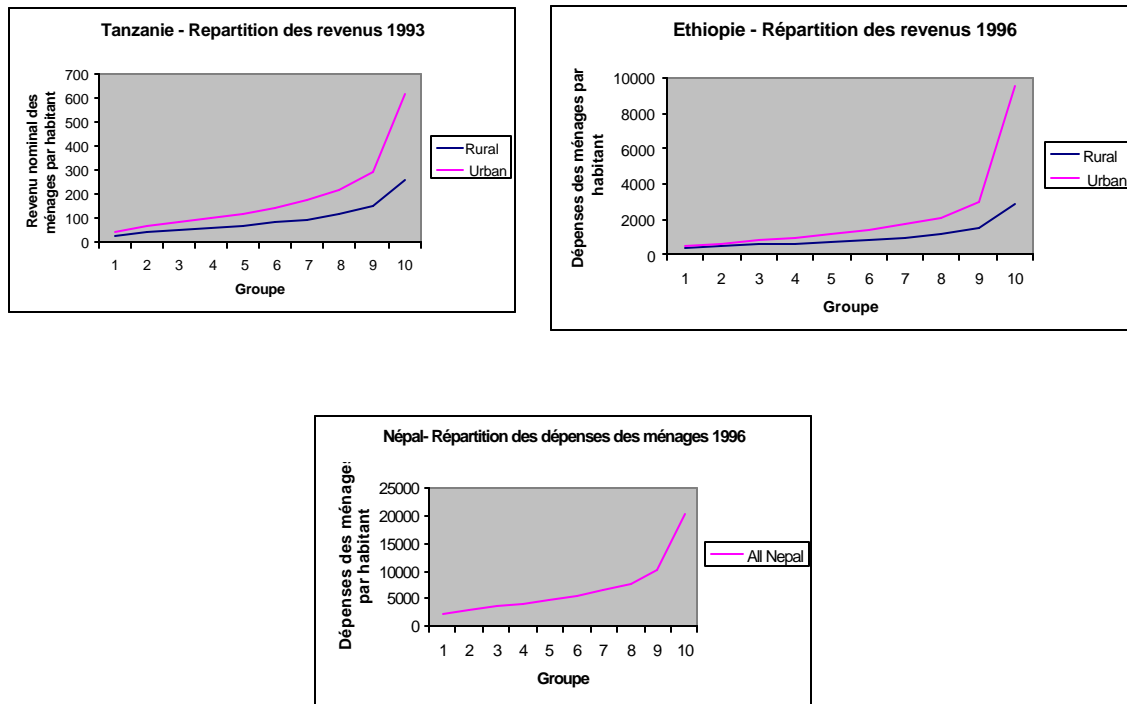 Tanzanie - Repartition des revenus 1993
Revenu nominal des
ménages par habitant
700
600
500
400
300
200
100
0
1 2 3 4 5 6 7 8 9 10
Groupe
Rural
Urban
Ethiopie - Répartition des revenus 1996
Dépenses des ménages par
habitant
10000
8000
6000
4000
2000
0
1 2 3 4 5 6 7 8 9 10
Groupe
Rural
Urban
Népal- Répartition des dépenses des ménages 1996
Dépenses des ménages
par habitant
25000
20000
15000
10000
5000
0
1 2 3 4 5 6 7 8 9 10
Groupe
All Nepal